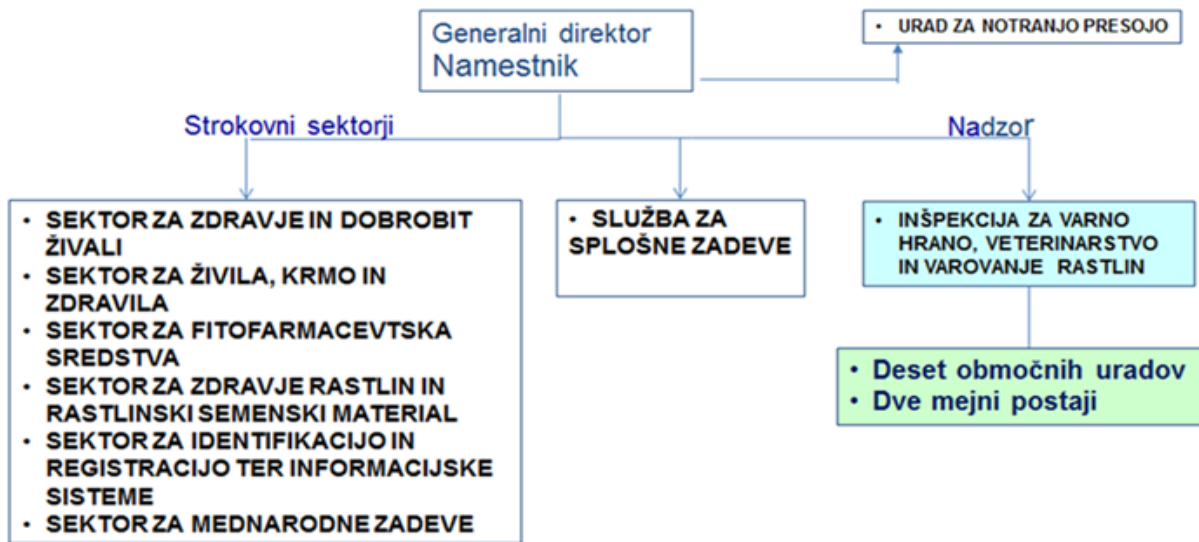 Generalni direktor
Namestnik
• URAD ZA NOTRANJO PRESOJO
Strokovni sektorji
Nadzor
• SEKTOR ZA ZDRAVJE IN DOBROBIT
ŽIVALI
• SEKTOR ZA ŽIVILA, KRMO IN
ZDRAVILA
• SEKTOR ZA FITOFARMACEVTSKA
SREDSTVA
• SEKTOR ZA ZDRAVJE RASTLIN IN
RASTLINSKI SEMENSKI MATERIAL
• SEKTOR ZA IDENTIFIKACIJO IN
REGISTRACIJO TER INFORMACIJSKE
SISTEME
• SEKTOR ZA MEDNARODNE ZADEVE
• SLUŽBA ZA
SPLOŠNE ZADEVE
• INŠPEKCIJA ZA VARNO
HRANO, VETERINARSTVO
IN VAROVANJE RASTLIN
• Deset območnih uradov
• Dve mejni postaji